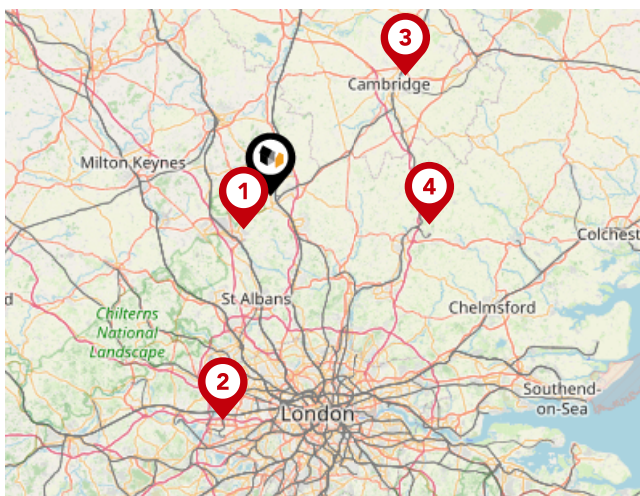 3
Cambridge
Milton Keynes
1
4
Colchest
d
St Albans
Chilterns
National
Landscape
Chelmsford
2
Southend-
on-Sea
London